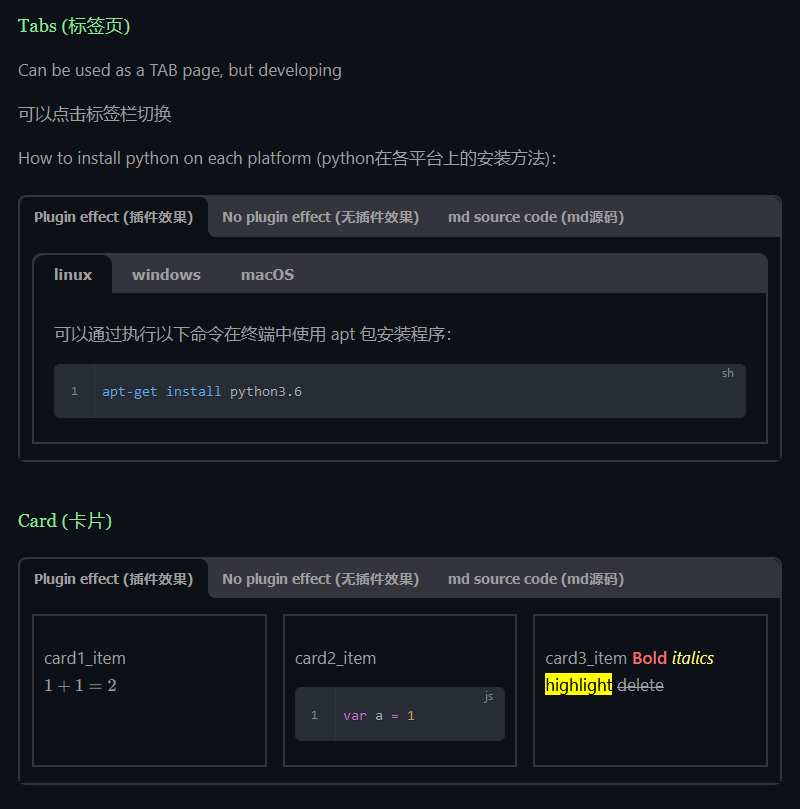 Tabs (标签页)
Can be used as a TAB page, but developing
可以点击标签栏切换
How to install python on each platform (python在各平台上的安装方法)：
Plugin effect (插件效果) No plugin effect (无插件效果) md source code (md源码)
linux windows macOS
可以通过执行以下命令在终端中使用 apt 包安装程序：
sh
1 apt-get install python3.6
Card (卡片)
Plugin effect (插件效果) No plugin effect (无插件效果) md source code (md源码)
card1_item
1 + 1 = 2
card2_item
js
1 var a = 1
card3_item Bold italics
highlight delete